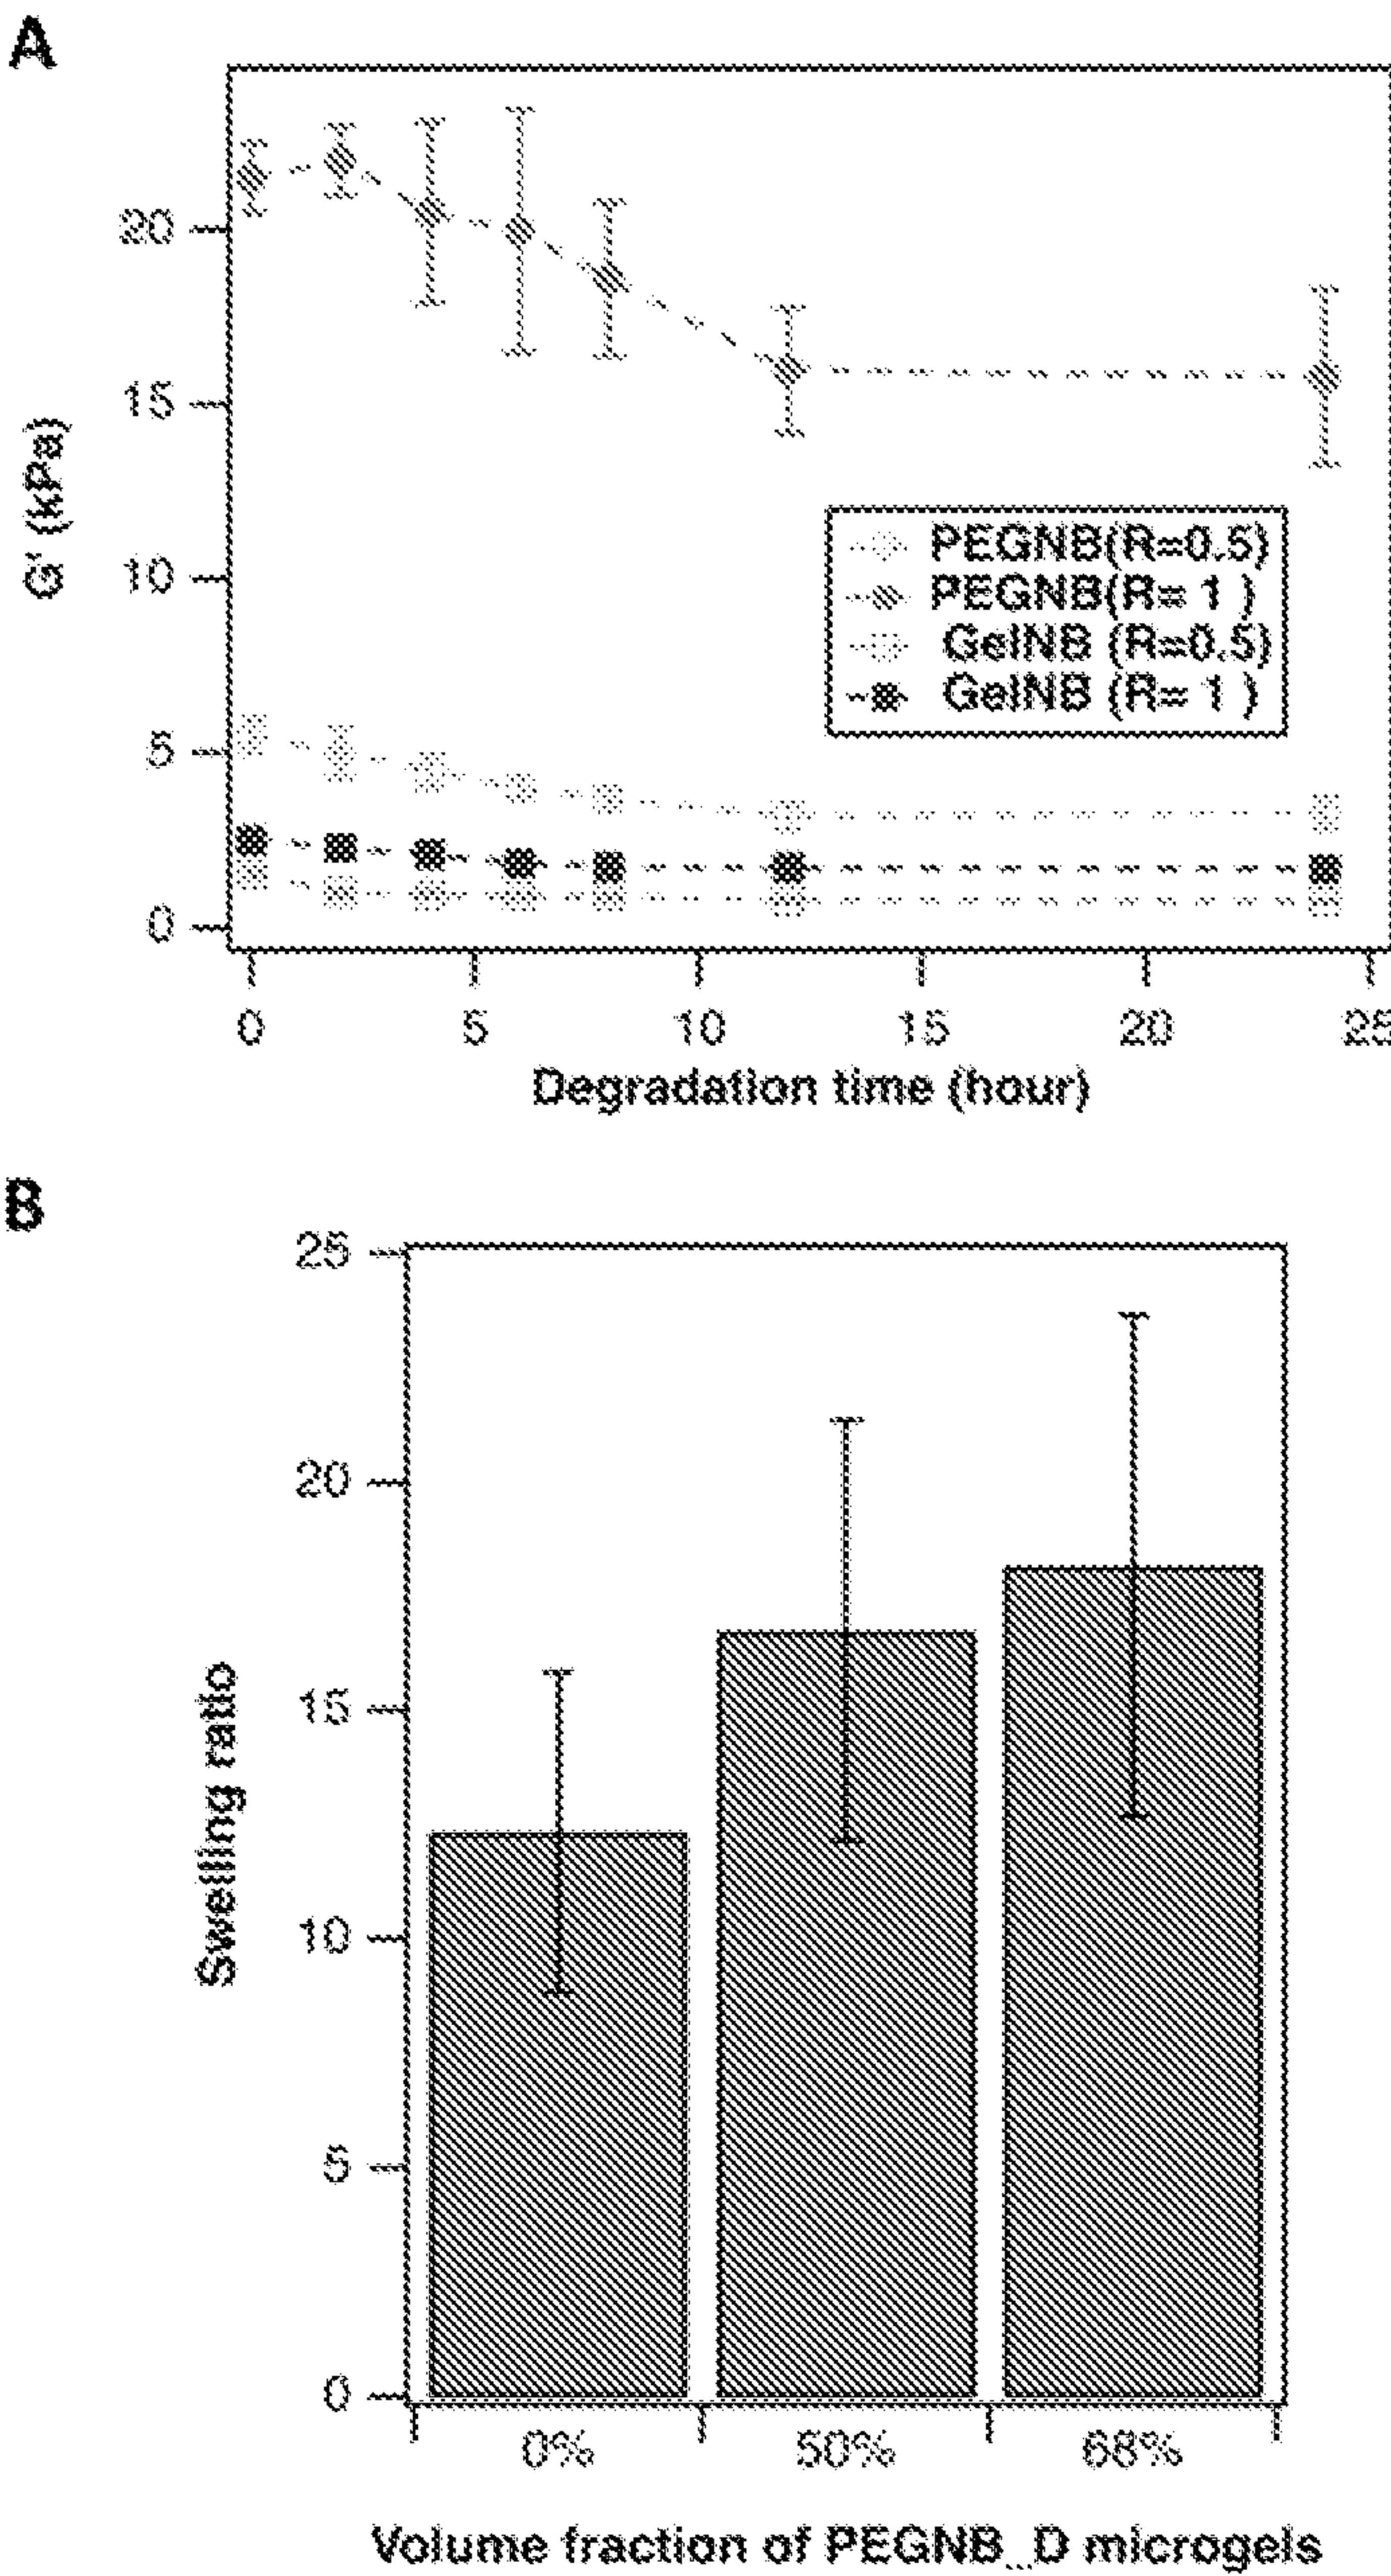 A
20
15
10
5
0
G' (kPa)
PEGNB(R=0.5)
PEGNB(R= 1 )
GelNB (R=0.5)
GelNB (R= 1 )
0 5 10 15 20 25
Degradation time (hour)
B
25
20
15
10
5
0
Swelling ratio
0% 50% 68%
Volume fraction of PEGNB_D microgels